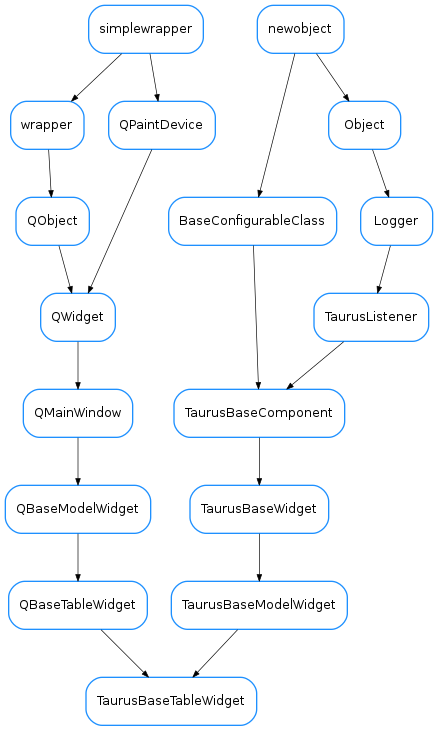 simplewrapper
newobject
wrapper
QPaintDevice
Object
QObject
BaseConfigurableClass
Logger
QWidget
TaurusListener
QMainWindow
TaurusBaseComponent
QBaseModelWidget
TaurusBaseWidget
QBaseTableWidget
TaurusBaseModelWidget
TaurusBaseTableWidget